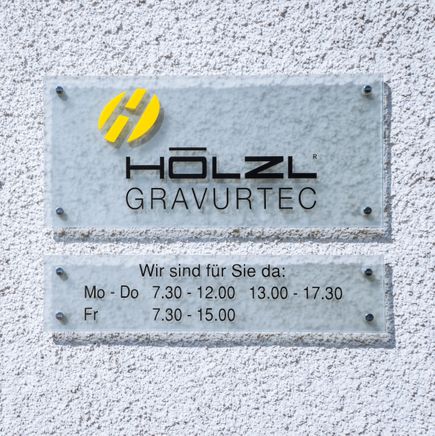 H
HŌLZL R
GRAVURTEC
Wir sind für Sie da:
Mo - Do 7.30 - 12.00 13.00 - 17.30
Fr 7.30 - 15.00